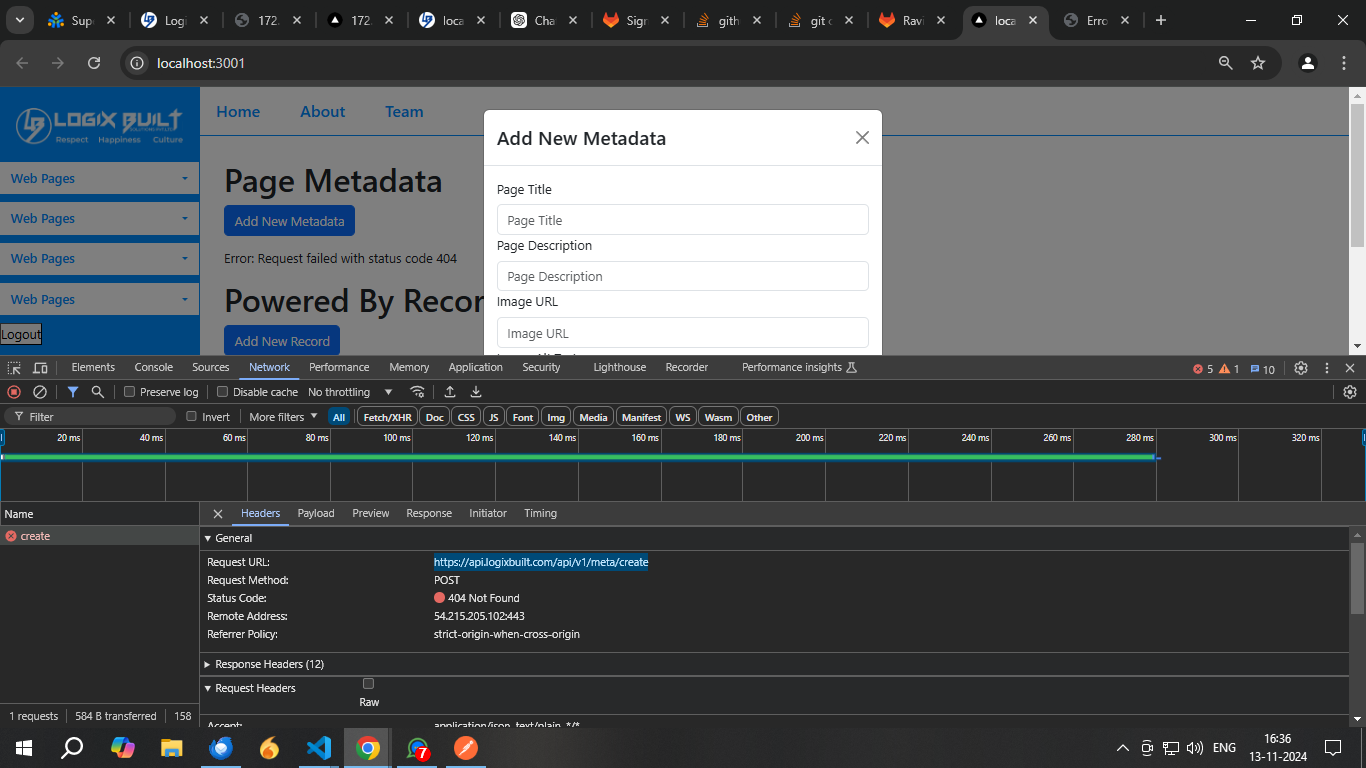 Supe
Logi
172.
172.
loca
Cha
Sign
gith
git c
Ravi
loca
Erro
localhost:3001
LOGIX BUILT
Respect Happiness Culture
Home About Team
Web Pages
Web Pages
Web Pages
Web Pages
Logout
Page Metadata
Add New Metadata
Error: Request failed with status code 404
Powered By Recor
Add New Record
Add New Metadata
Page Title
Page Title
Page Description
Page Description
Image URL
Image URL
Elements Console Sources Network Performance Memory Application Security Lighthouse Recorder Performance insights 5 1 10
Preserve log Disable cache No throttling
Filter Invert More filters All Fetch/XHR Doc CSS JS Font Img Media Manifest WS Wasm Other
20 ms 40 ms 60 ms 80 ms 100 ms 120 ms 140 ms 160 ms 180 ms 200 ms 220 ms 240 ms 260 ms 280 ms 300 ms 320 ms
Name
create
Headers Payload Preview Response Initiator Timing
General
Request URL: https://api.logixbuilt.com/api/v1/meta/create
Request Method: POST
Status Code: 404 Not Found
Remote Address: 54.215.205.102:443
Referrer Policy: strict-origin-when-cross-origin
Response Headers (12)
Request Headers
Raw
Accept: application/json, text/plain, */*
1 requests 584 B transferred 158
7
ENG
16:36
13-11-2024